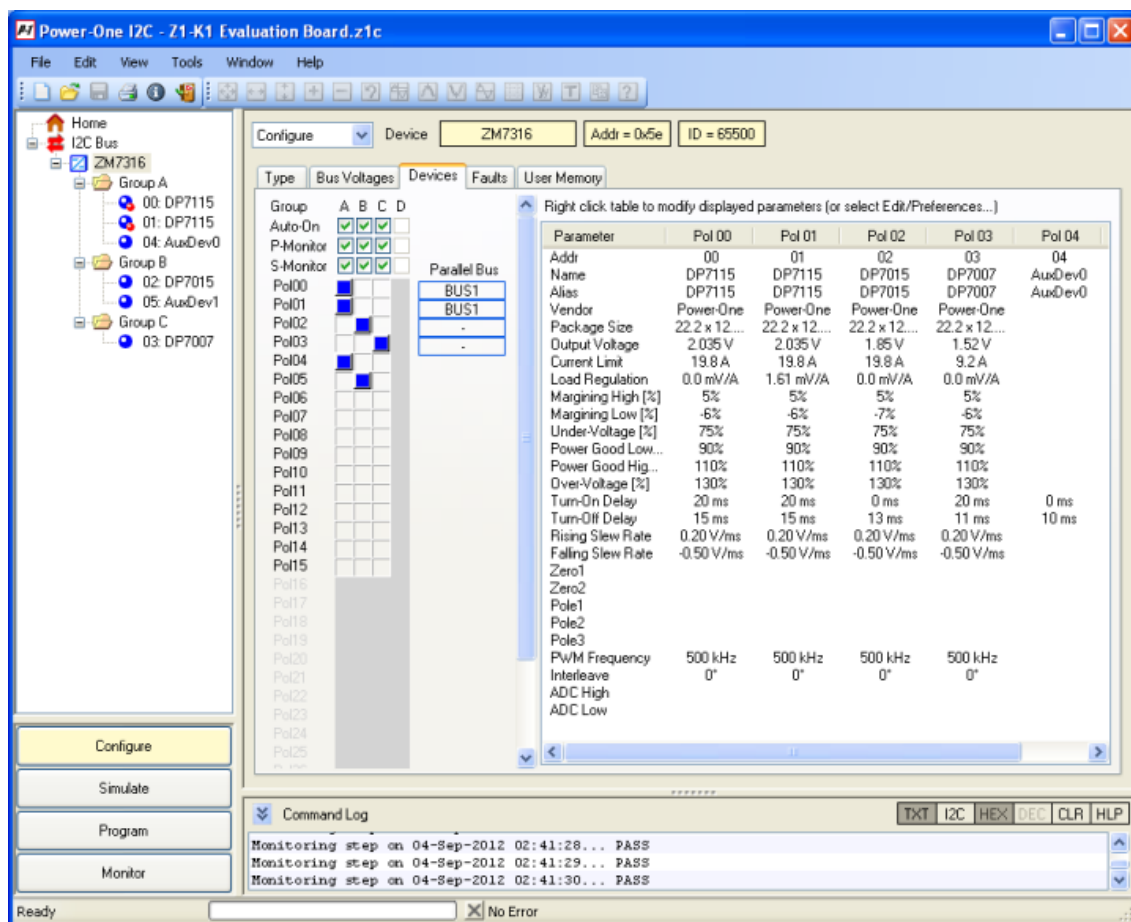 Power-One I2C - Z1-K1 Evaluation Board.z1c
File Edit View Tools Window Help
Home
I2C Bus
ZM7316
Group A
00: DP7115
01: DP7115
04: AuxDev0
Group B
02: DP7015
05: AuxDev1
Group C
03: DP7007
Configure
Simulate
Program
Monitor
Configure Device ZM7316 Addr = 0x5e ID = 65500
Type Bus Voltages Devices Faults User Memory
Group A B C D
Auto-On
P-Monitor
S-Monitor
Parallel Bus
Pol00 BUS1
Pol01 BUS1
Pol02 -
Pol03 -
Pol04
Pol05
Pol06
Pol07
Pol08
Pol09
Pol10
Pol11
Pol12
Pol13
Pol14
Pol15
Pol16
Pol17
Pol18
Pol19
Pol20
Pol21
Pol22
Pol23
Pol24
Pol25
Right click table to modify displayed parameters (or select Edit/Preferences...)
Parameter Pol 00 Pol 01 Pol 02 Pol 03 Pol 04
Addr 00 01 02 03 04
Name DP7115 DP7115 DP7015 DP7007 AuxDev0
Alias DP7115 DP7115 DP7015 DP7007 AuxDev0
Vendor Power-One Power-One Power-One Power-One
Package Size 22.2 x 12.... 22.2 x 12.... 22.2 x 12.... 22.2 x 12....
Output Voltage 2.035 V 2.035 V 1.85 V 1.52 V
Current Limit 19.8 A 19.8 A 19.8 A 9.2 A
Load Regulation 0.0 mV/A 1.61 mV/A 0.0 mV/A 0.0 mV/A
Margining High [%] 5% 5% 5% 5%
Margining Low [%] -6% -6% -7% -6%
Under-Voltage [%] 75% 75% 75% 75%
Power Good Low... 90% 90% 90% 90%
Power Good Hig... 110% 110% 110% 110%
Over-Voltage [%] 130% 130% 130% 130%
Turn-On Delay 20 ms 20 ms 0 ms 20 ms 0 ms
Turn-Off Delay 15 ms 15 ms 13 ms 11 ms 10 ms
Rising Slew Rate 0.20 V/ms 0.20 V/ms 0.20 V/ms 0.20 V/ms
Falling Slew Rate -0.50 V/ms -0.50 V/ms -0.50 V/ms -0.50 V/ms
Zero1
Zero2
Pole1
Pole2
Pole3
PWM Frequency 500 kHz 500 kHz 500 kHz 500 kHz
Interleave 0° 0° 0° 0°
ADC High
ADC Low
Command Log TXT I2C HEX DEC CLR HLP
Monitoring step on 04-Sep-2012 02:41:28... PASS
Monitoring step on 04-Sep-2012 02:41:29... PASS
Monitoring step on 04-Sep-2012 02:41:30... PASS
Ready No Error